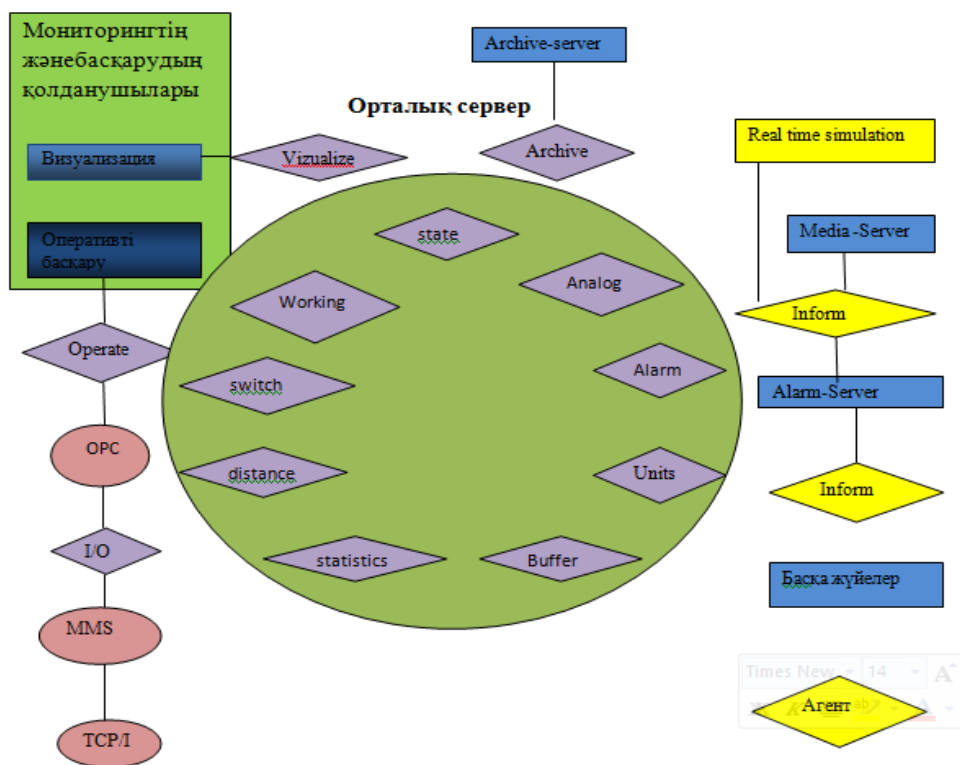 Мониторингтің
жәнебасқарудың
қолданушылары
Archive-server
Орталық сервер
Визуализация
Vizualize
Archive
Real time simulation
Оперативті
басқару
state
Media -Server
Working
Analog
Inform
Operate
switch
Alarm
Alarm-Server
OPC
distance
Units
Inform
I/O
statistics
Buffer
Басқа жүйелер
MMS
Times New
14
Агент
TCP/I